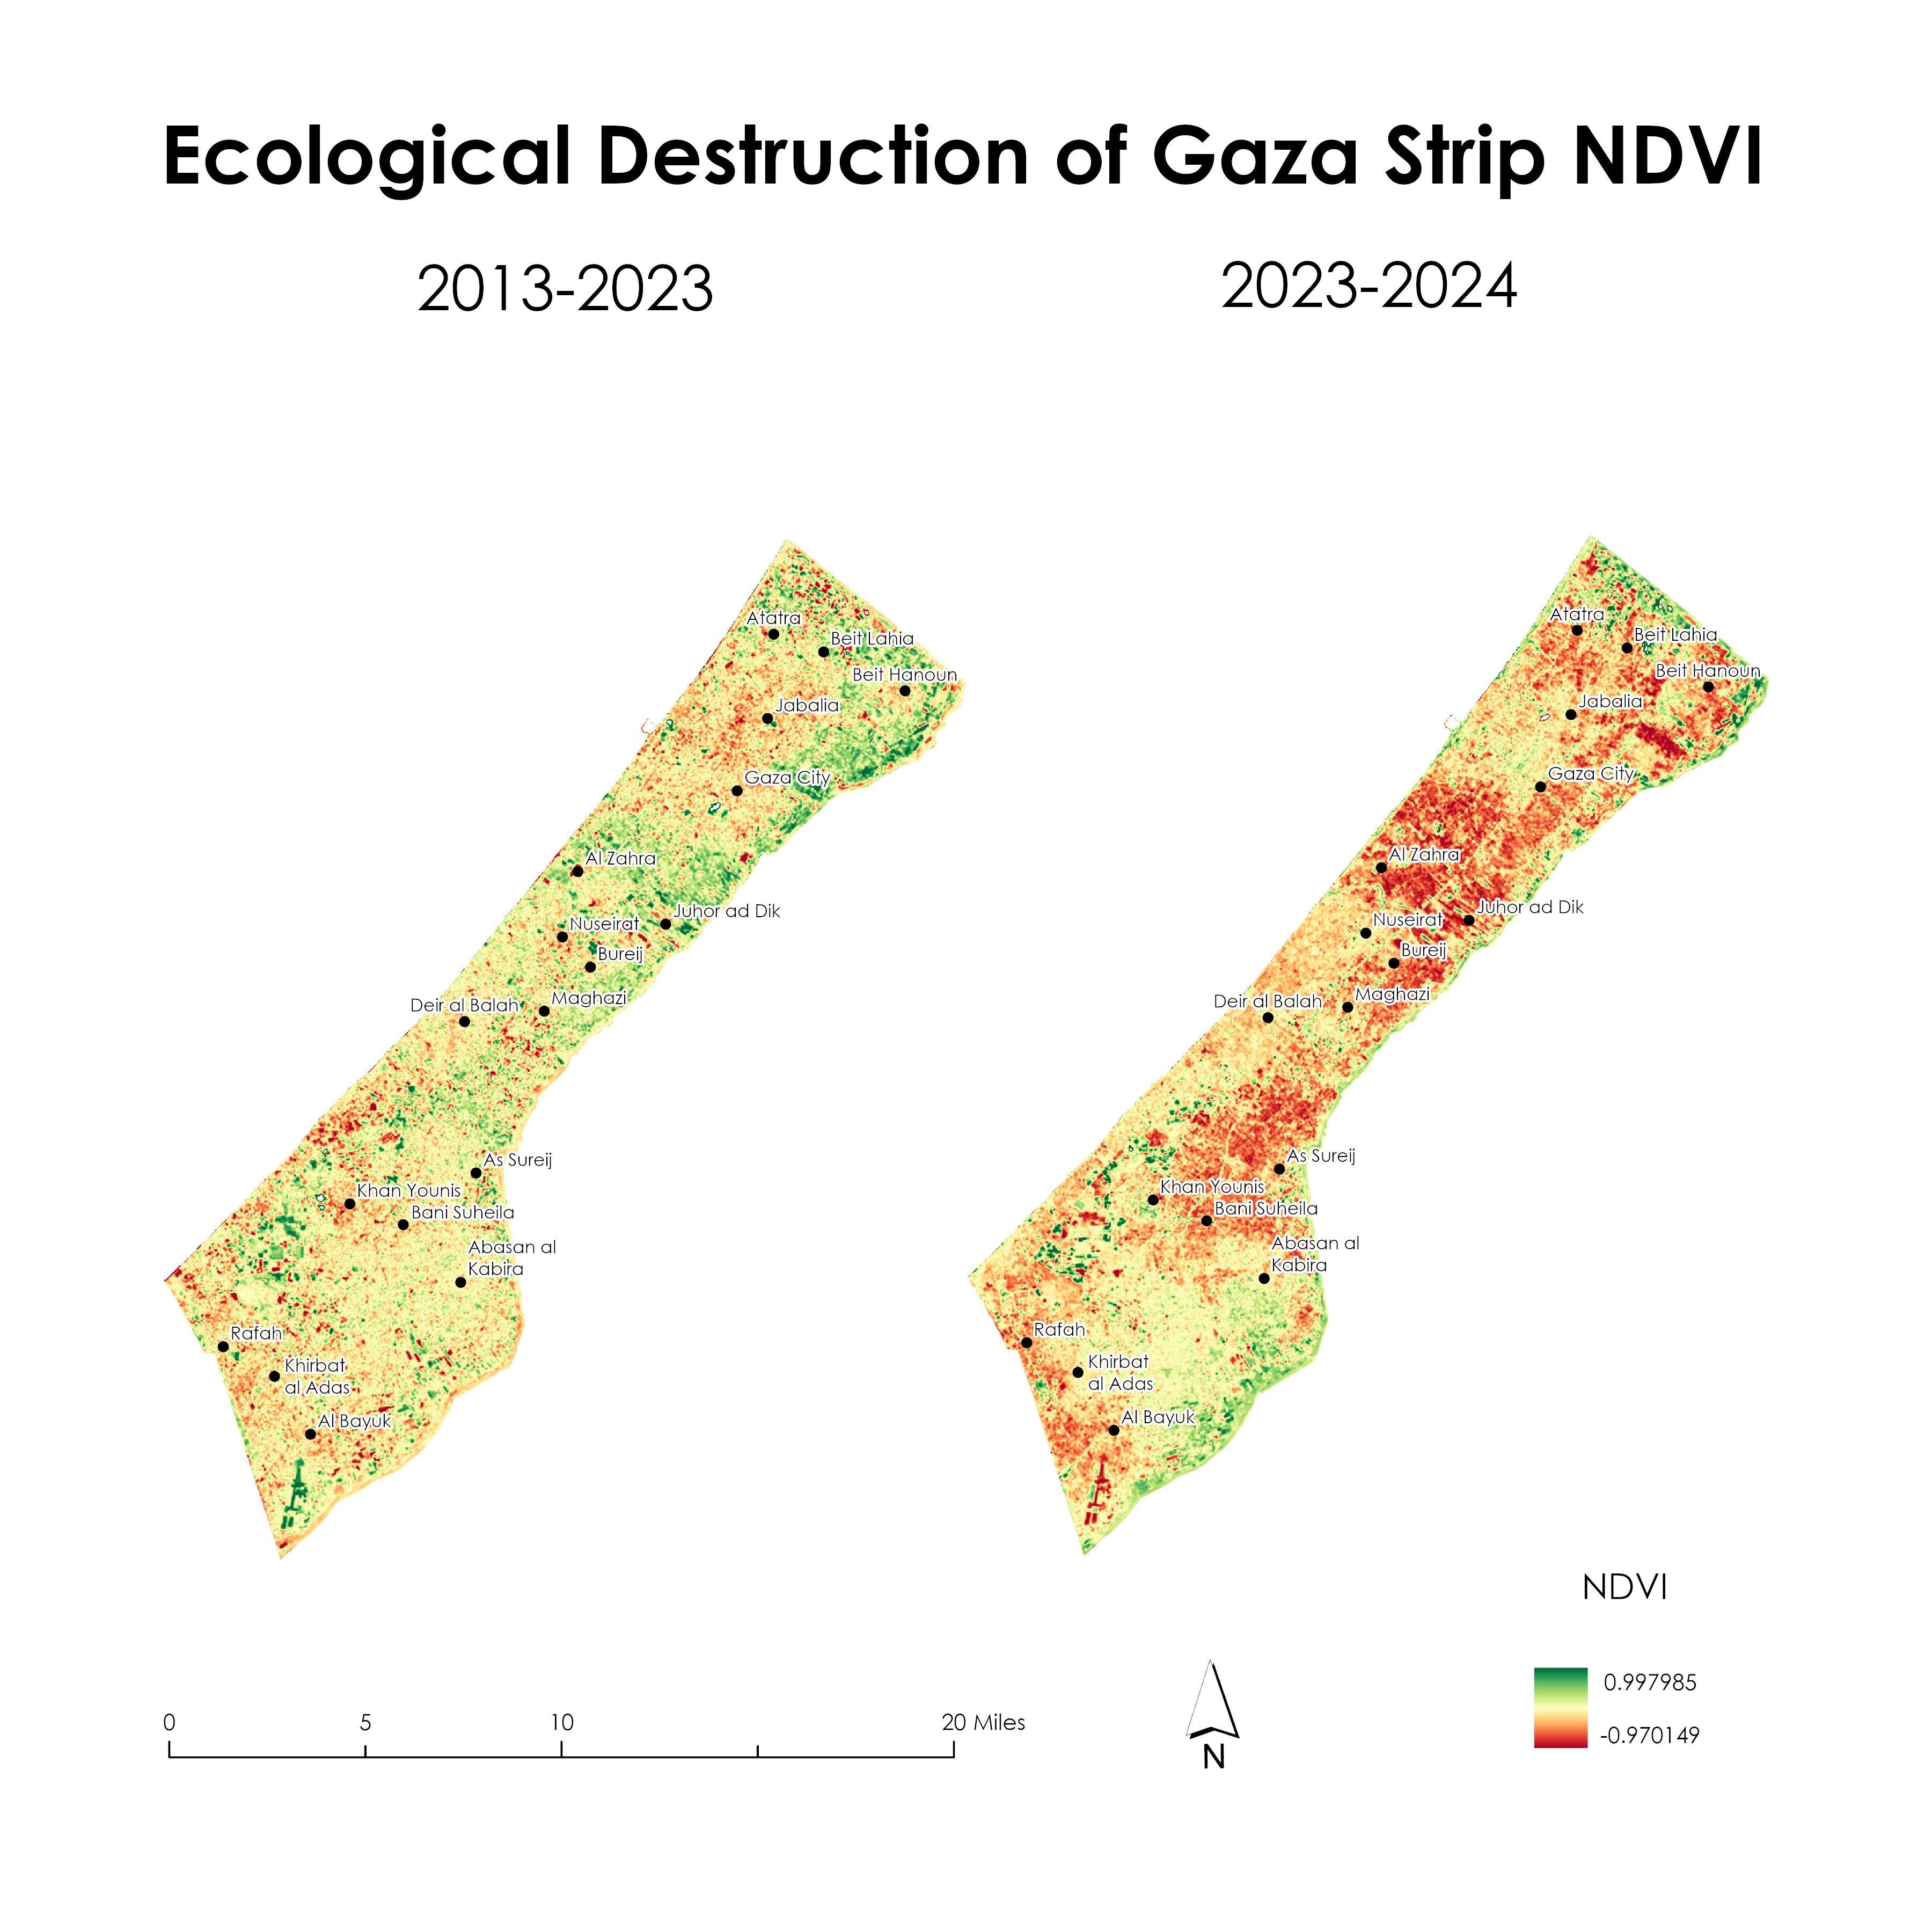 Ecological Destruction of Gaza Strip NDVI
2013-2023
2023-2024
Atatra
Beit Lahia
Beit Hanoun
Jabalia
Gaza City
Al Zahra
Juhor ad Dik
Nuseirat
Bureij
Maghazi
Deir al Balah
As Sureij
Khan Younis
Bani Suheila
Abasan al
Kabira
Rafah
Khirbat
al Adas
Al Bayuk
Atatra
Beit Lahia
Beit Hanoun
Jabalia
Gaza City
Al Zahra
Juhor ad Dik
Nuseirat
Bureij
Maghazi
Deir al Balah
As Sureij
Khan Younis
Bani Suheila
Abasan al
Kabira
Rafah
Khirbat
al Adas
Al Bayuk
NDVI
0.997985
-0.970149
0 5 10 20 Miles
N